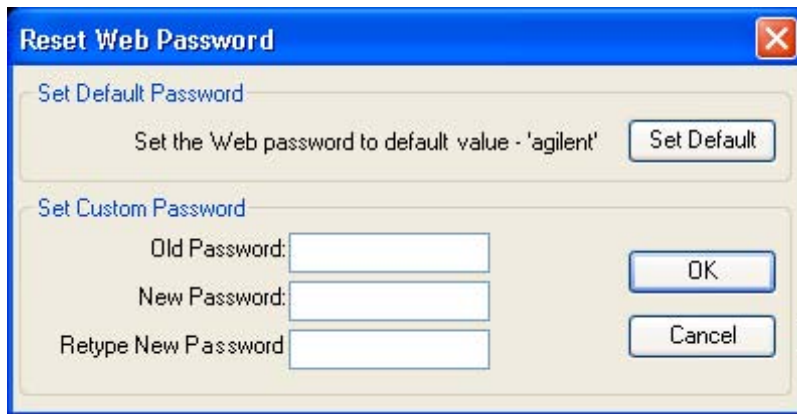 Reset Web Password
Set Default Password
Set the Web password to default value - 'agilent'
Set Default
Set Custom Password
Old Password:
New Password:
Retype New Password
OK
Cancel